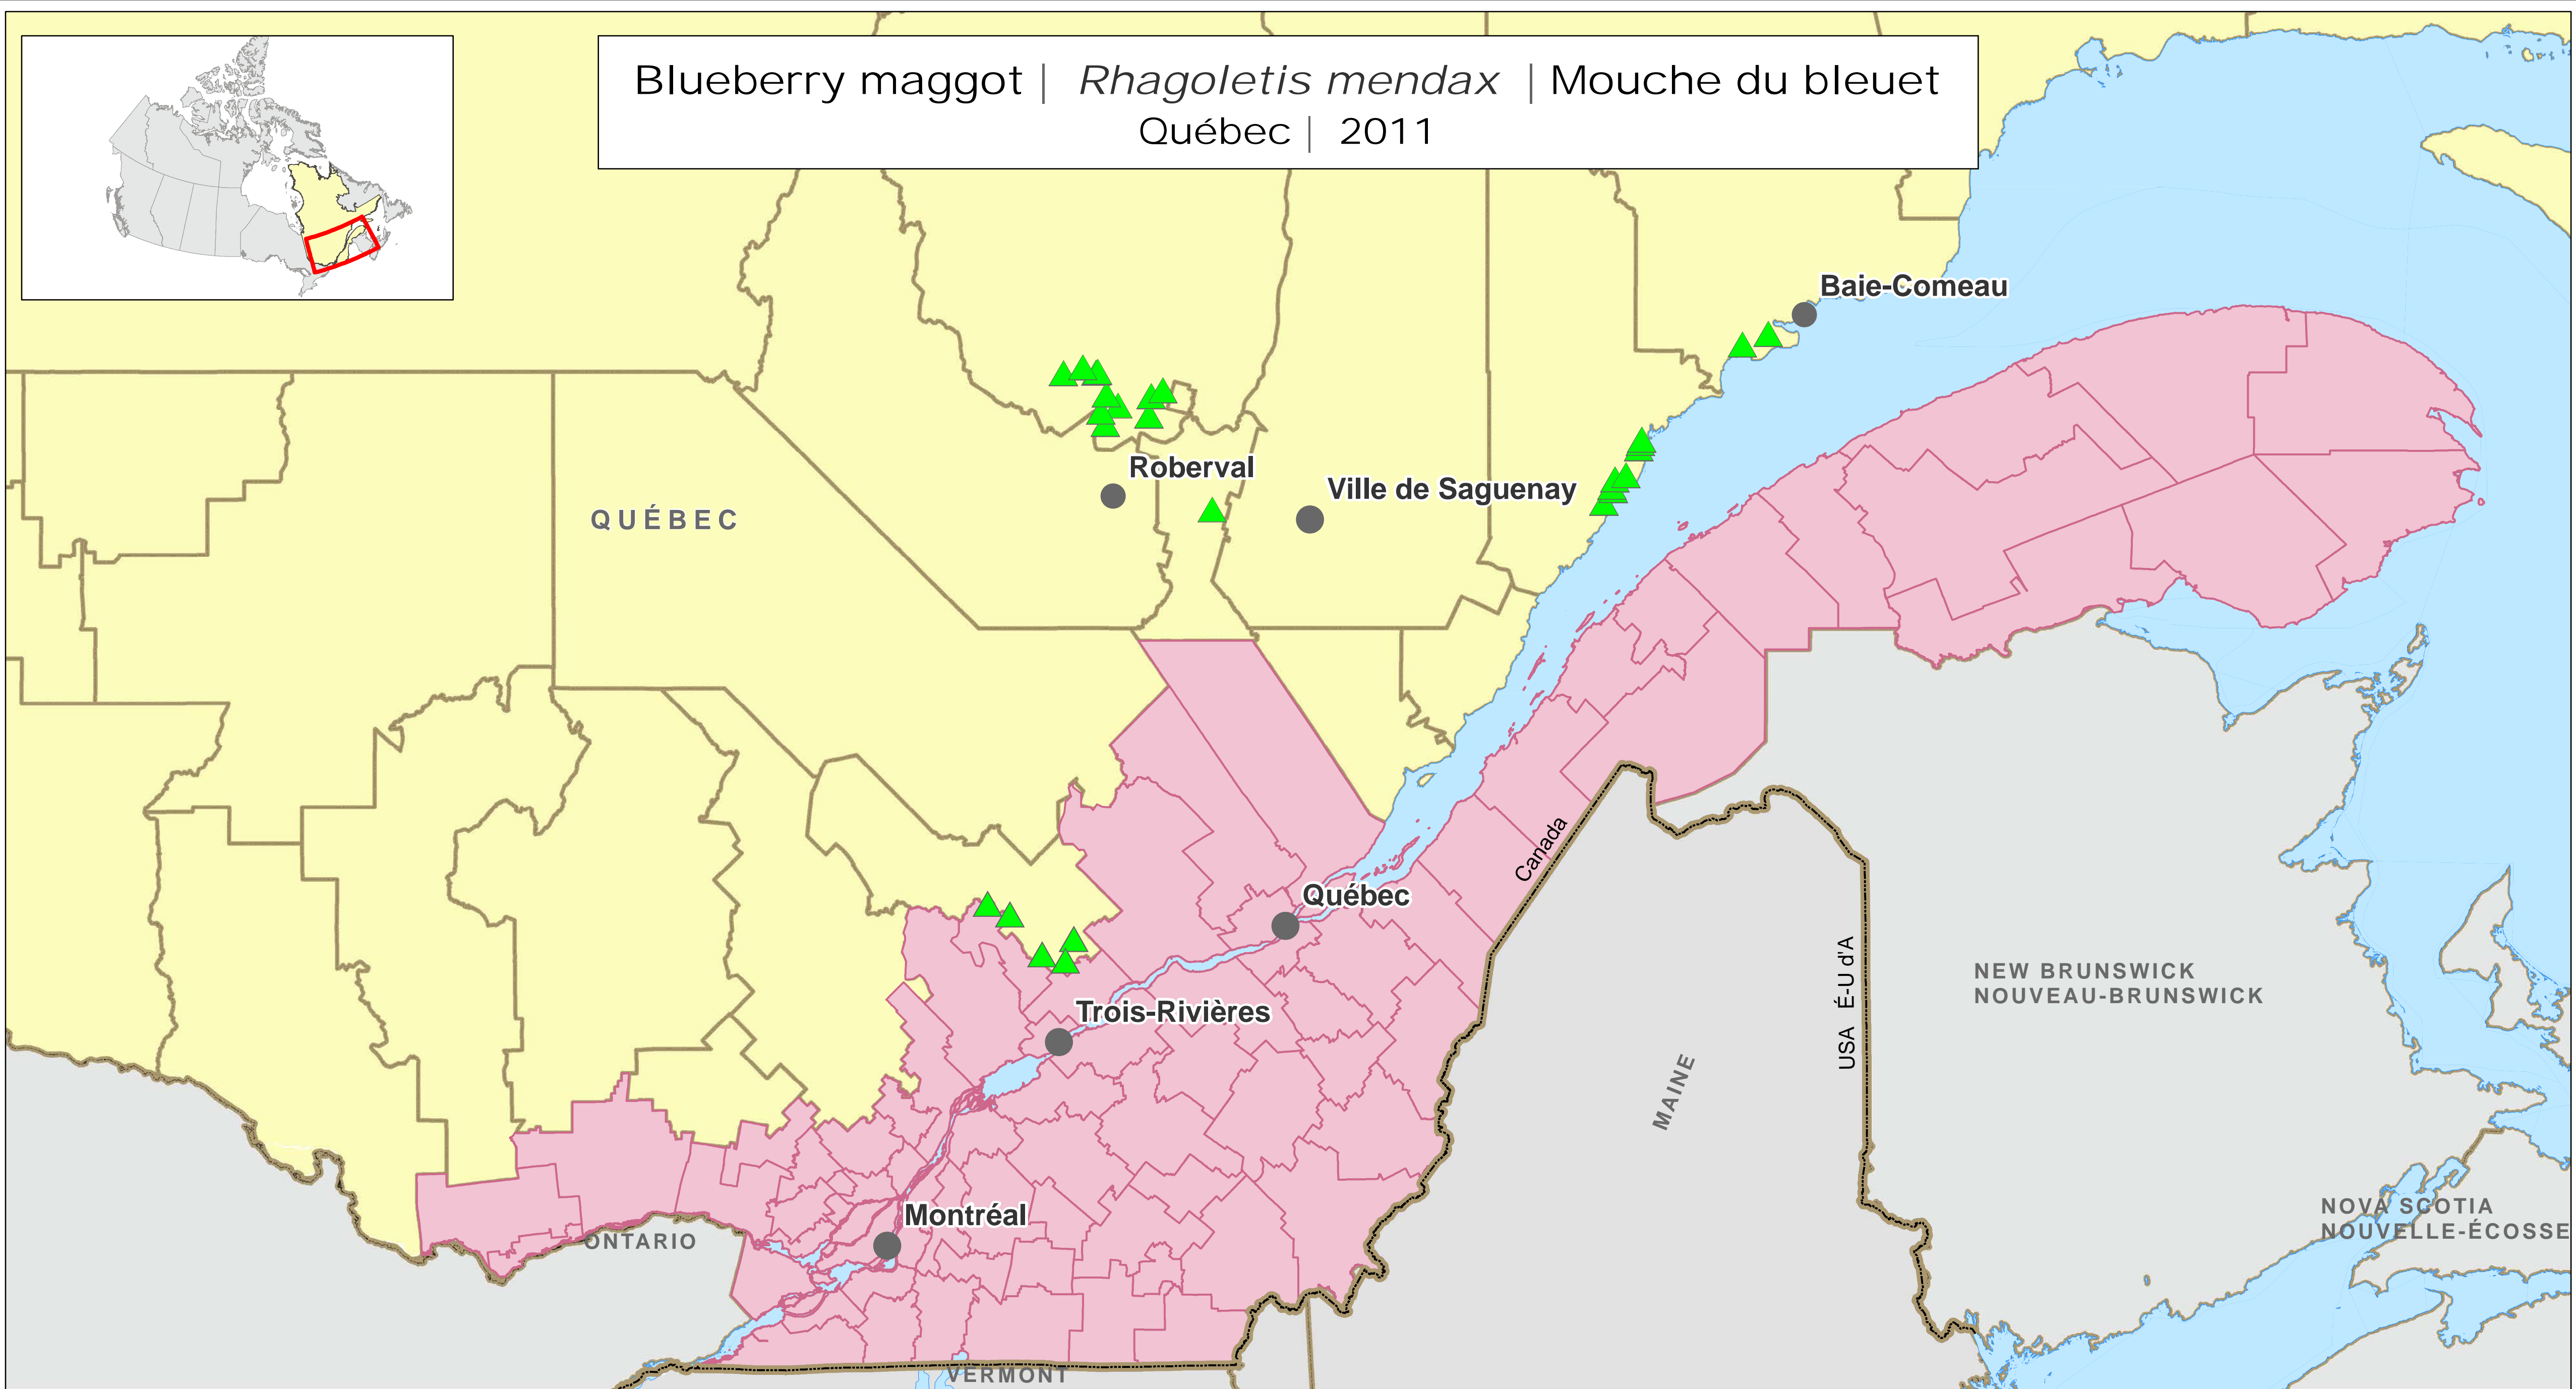 Blueberry maggot | Rhagoletis mendax | Mouche du bleuet
Québec | 2011
Baie-Comeau
Roberval
Ville de Saguenay
QUÉBEC
Canada
Québec
USA É-U d'A
NEW BRUNSWICK
NOUVEAU-BRUNSWICK
Trois-Rivières
MAINE
Montréal
ONTARIO
NOVA SCOTIA
NOUVELLE-ÉCOSSE
VERMONT